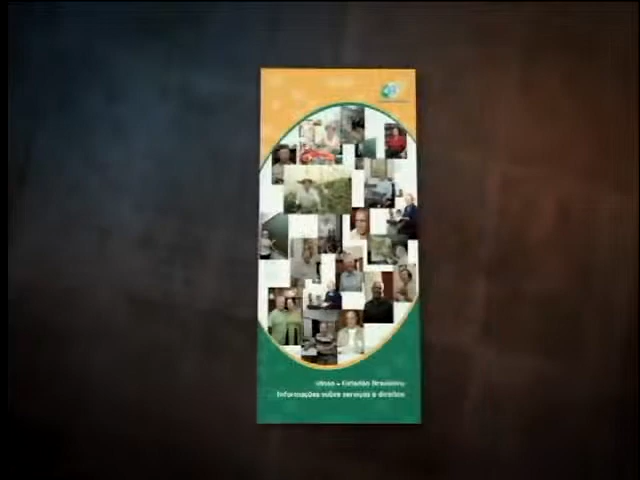 Idoso – Cidadão Brasileiro
Informações sobre serviços e direitos